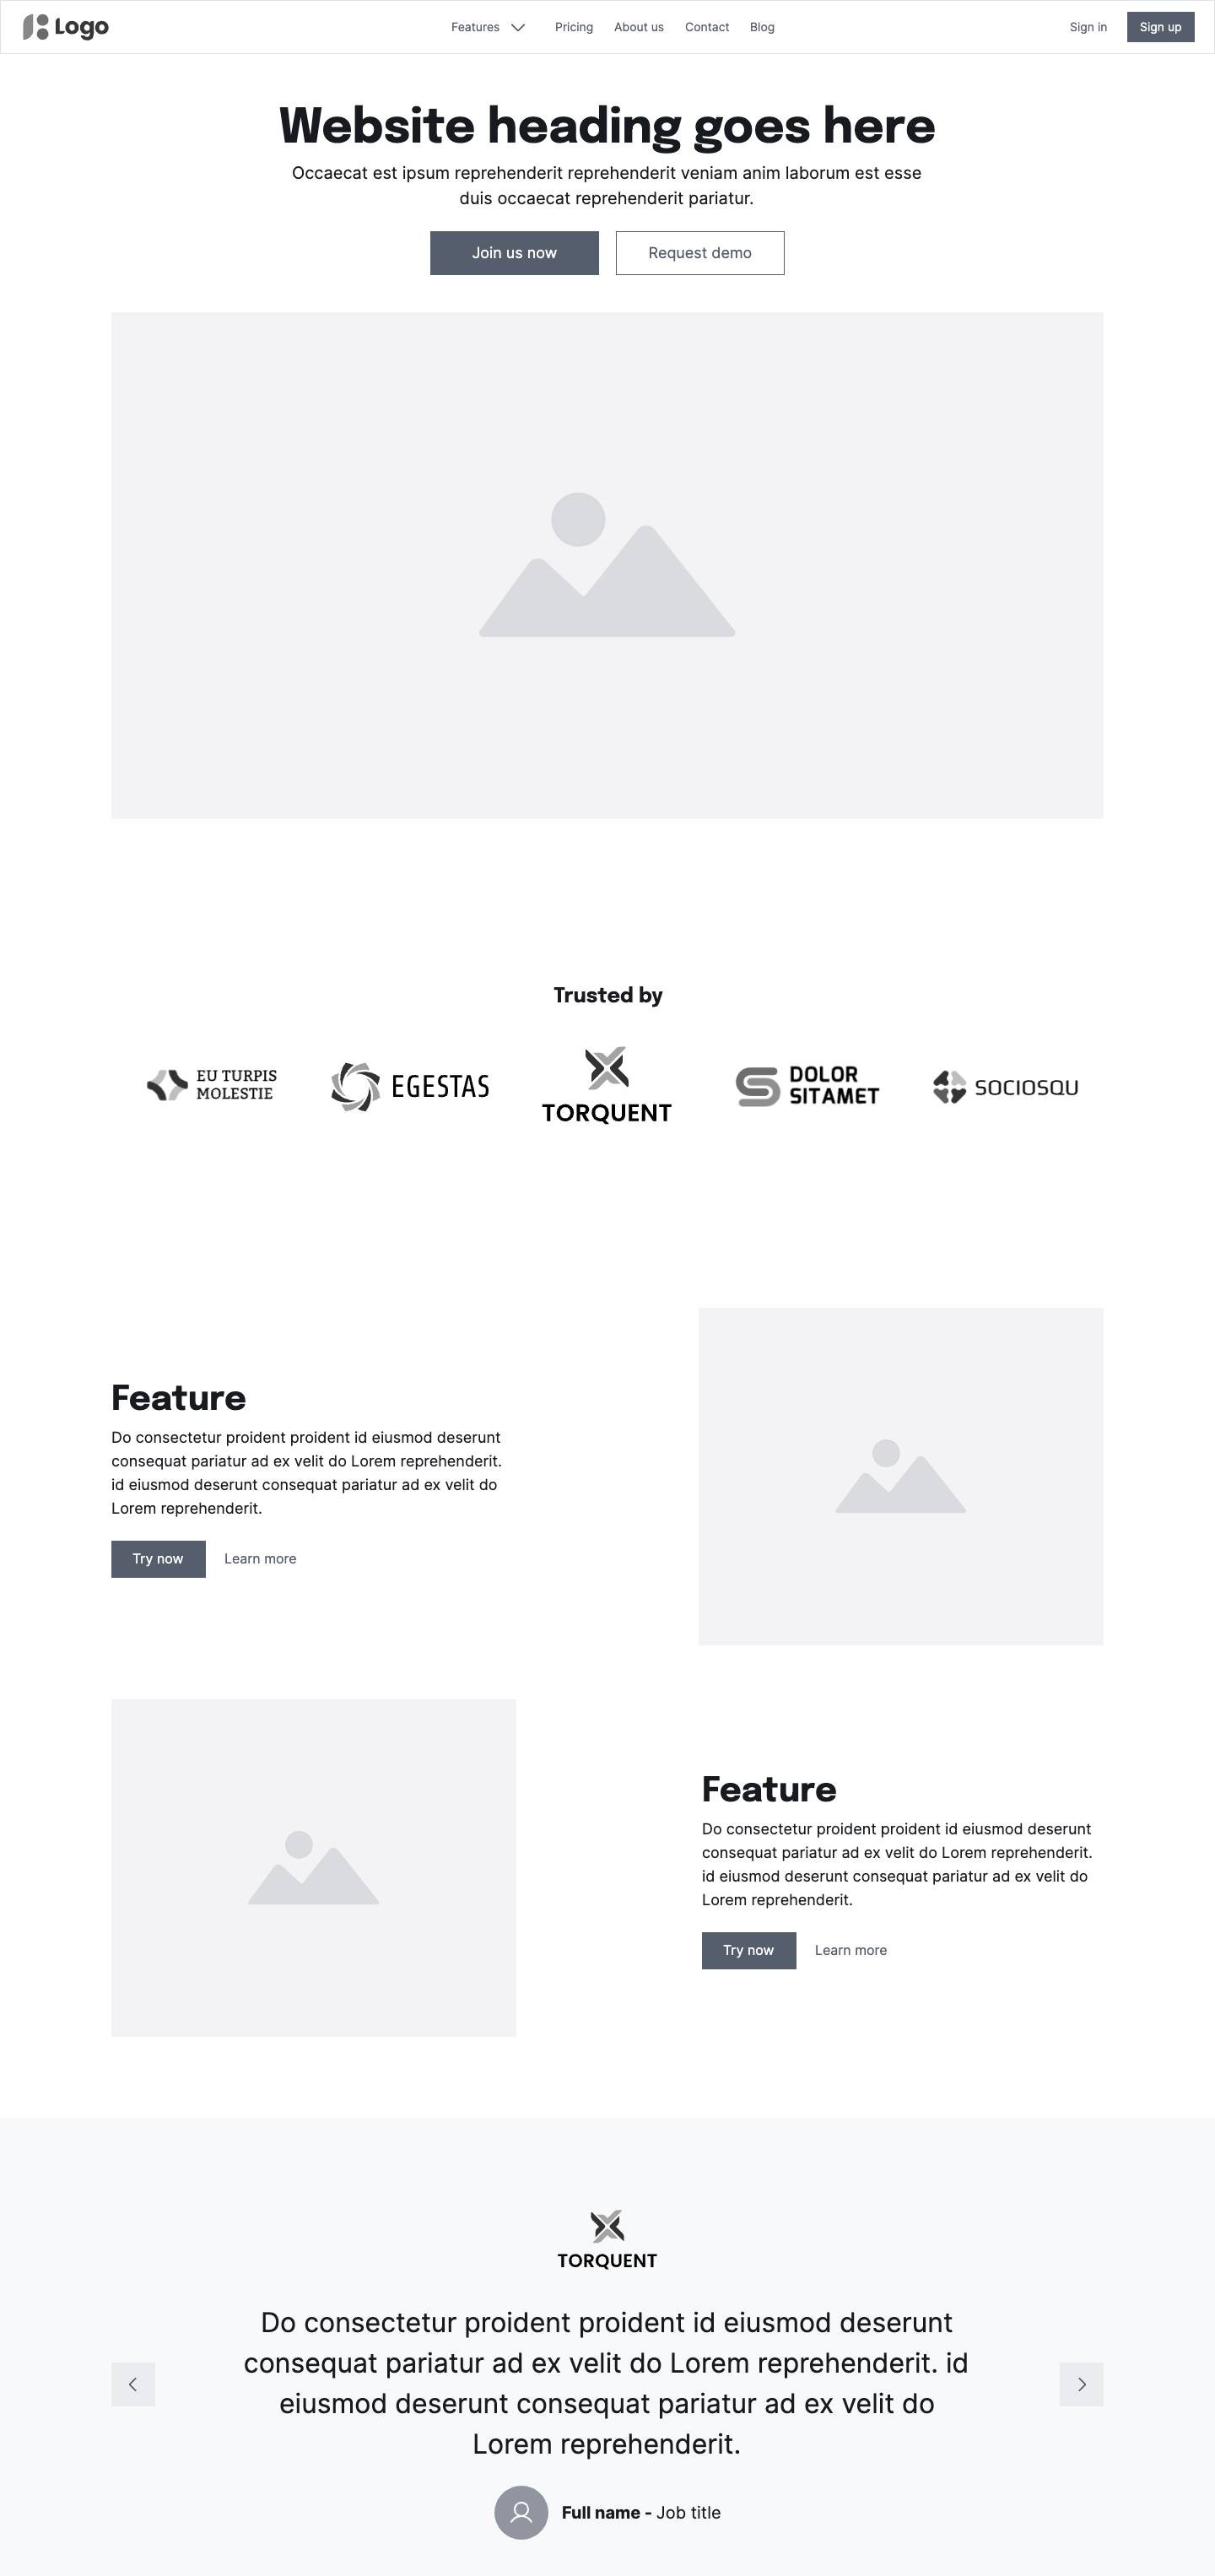 Logo
Features
Pricing
About us
Contact
Blog
Sign in
Sign up
Website heading goes here
Occaecat est ipsum reprehenderit reprehenderit veniam anim laborum est esse
duis occaecat reprehenderit pariatur.
Join us now
Request demo
Trusted by
EU TURPIS
MOLESTIE
EGESTAS
TORQUENT
DOLOR
SITAMET
SOCIOSQU
Feature
Do consectetur proident proident id eiusmod deserunt
consequat pariatur ad ex velit do Lorem reprehenderit.
id eiusmod deserunt consequat pariatur ad ex velit do
Lorem reprehenderit.
Try now
Learn more
Feature
Do consectetur proident proident id eiusmod deserunt
consequat pariatur ad ex velit do Lorem reprehenderit.
id eiusmod deserunt consequat pariatur ad ex velit do
Lorem reprehenderit.
Try now
Learn more
TORQUENT
Do consectetur proident proident id eiusmod deserunt
consequat pariatur ad ex velit do Lorem reprehenderit. id
eiusmod deserunt consequat pariatur ad ex velit do
Lorem reprehenderit.
Full name - Job title